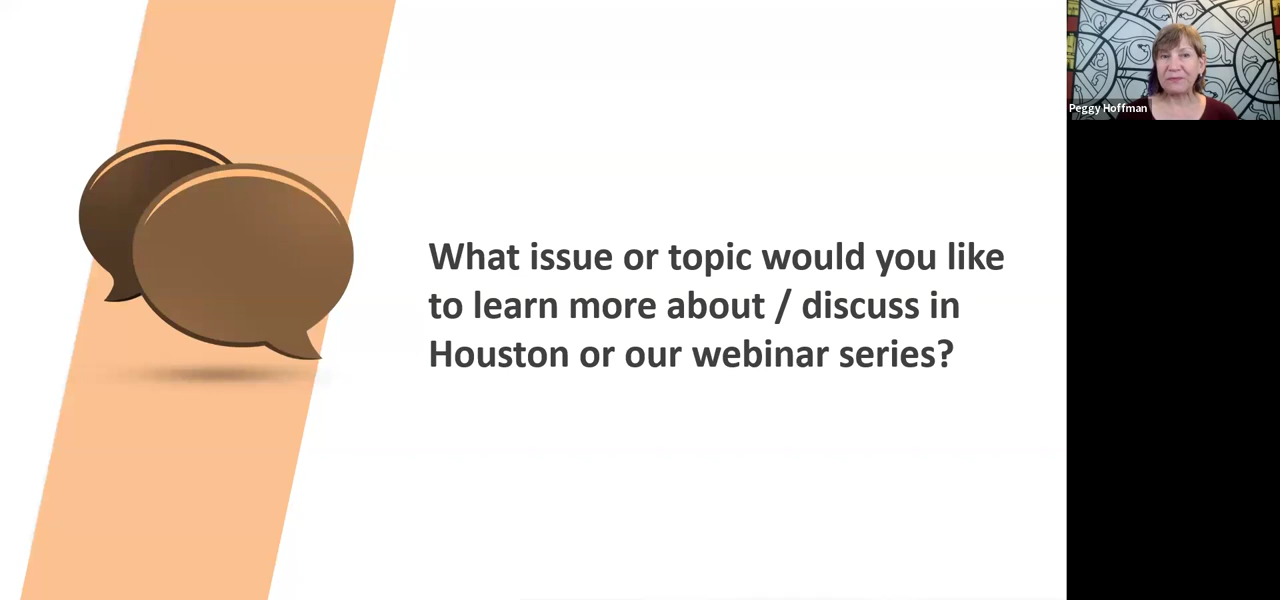 What issue or topic would you like
to learn more about / discuss in
Houston or our webinar series?
Peggy Hoffman